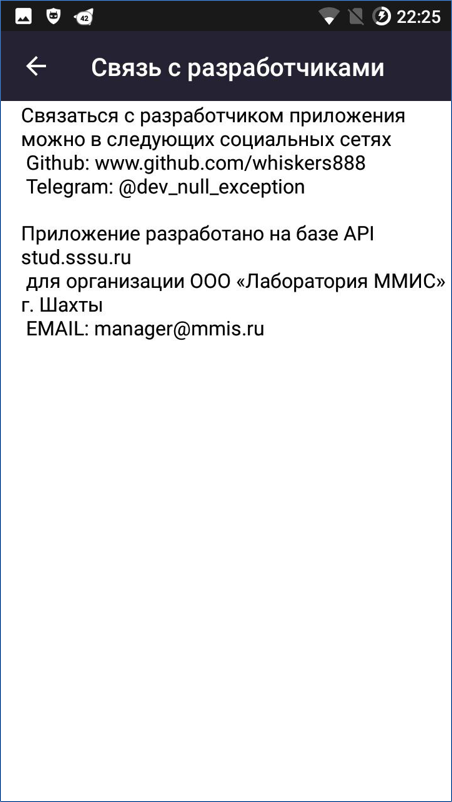 42
22:25
Связь с разработчиками
Связаться с разработчиком приложения
можно в следующих социальных сетях
Github: www.github.com/whiskers888
Telegram: @dev_null_exception
Приложение разработано на базе API
stud.sssu.ru
для организации ООО «Лаборатория ММИС»
г. Шахты
EMAIL: manager@mmis.ru